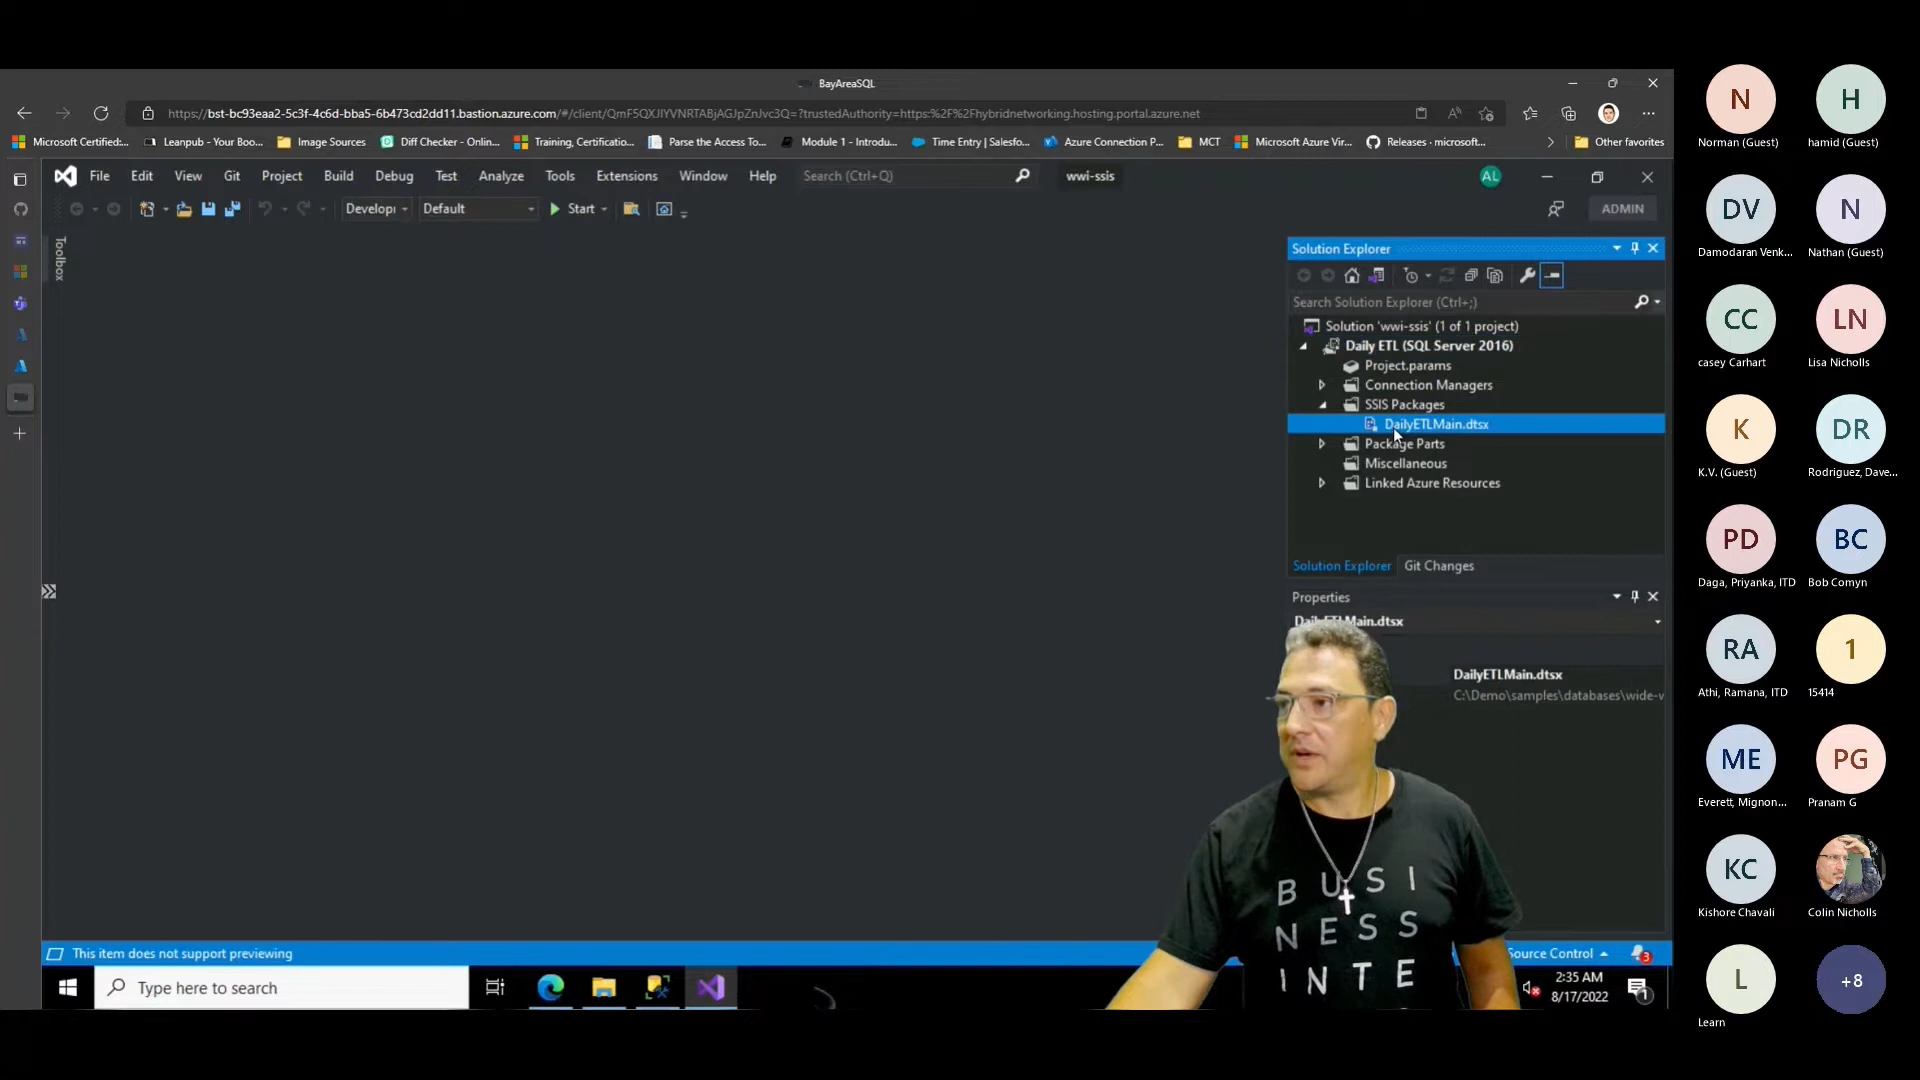 BayAreaSQL
https://bst-bc93eaa2-5c3f-4c6d-bba5-6b473cd2dd11.bastion.azure.com/#/client/QmF5QXJlYVNRTABjAGJpZnJvc3Q=?trustedAuthority=https:%2F%2Fhybridnetworking.hosting.portal.azure.net
Microsoft Certified:... Leanpub - Your Boo... Image Sources Diff Checker - Onlin... Training, Certificatio... Parse the Access To... Module 1 - Introdu... Time Entry | Salesfo... Azure Connection P... MCT Microsoft Azure Vir... Releases · microsoft... Other favorites
File Edit View Git Project Build Debug Test Analyze Tools Extensions Window Help Search (Ctrl+Q) wwi-ssis AL
Developi Default Start ADMIN
Toolbox
Solution Explorer
Search Solution Explorer (Ctrl+;)
Solution 'wwi-ssis' (1 of 1 project)
Daily ETL (SQL Server 2016)
Project.params
Connection Managers
SSIS Packages
DailyETLMain.dtsx
Package Parts
Miscellaneous
Linked Azure Resources
Solution Explorer Git Changes
Properties
DailyETLMain.dtsx
DailyETLMain.dtsx
C:\Demo\samples\databases\wide-w
BUSI
NESS
INTE
This item does not support previewing
Source Control 3
Type here to search
2:35 AM
8/17/2022
1
N H
Norman (Guest) hamid (Guest)
DV N
Damodaran Venk... Nathan (Guest)
CC LN
casey Carhart Lisa Nicholls
K DR
K.V. (Guest) Rodriguez, Dave...
PD BC
Daga, Priyanka, ITD Bob Comyn
RA 1
Athi, Ramana, ITD 15414
ME PG
Everett, Mignon... Pranam G
KC
Kishore Chavali Colin Nicholls
L +8
Learn